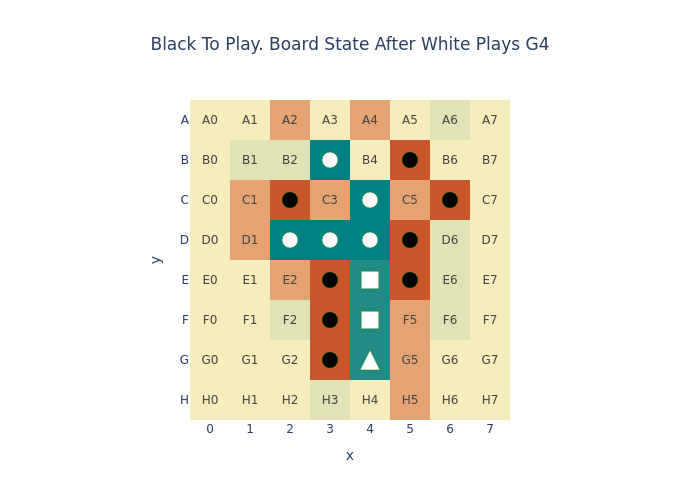 Black To Play. Board State After White Plays G4
A A0 A1 A2 A3 A4 A5 A6 A7
B B0 B1 B2 B4 B6 B7
C C0 C1 C3 C5 C7
D D0 D1 D6 D7
E E0 E1 E2 E6 E7
F F0 F1 F2 F5 F6 F7
G G0 G1 G2 G5 G6 G7
H H0 H1 H2 H3 H4 H5 H6 H7
0 1 2 3 4 5 6 7
x
y